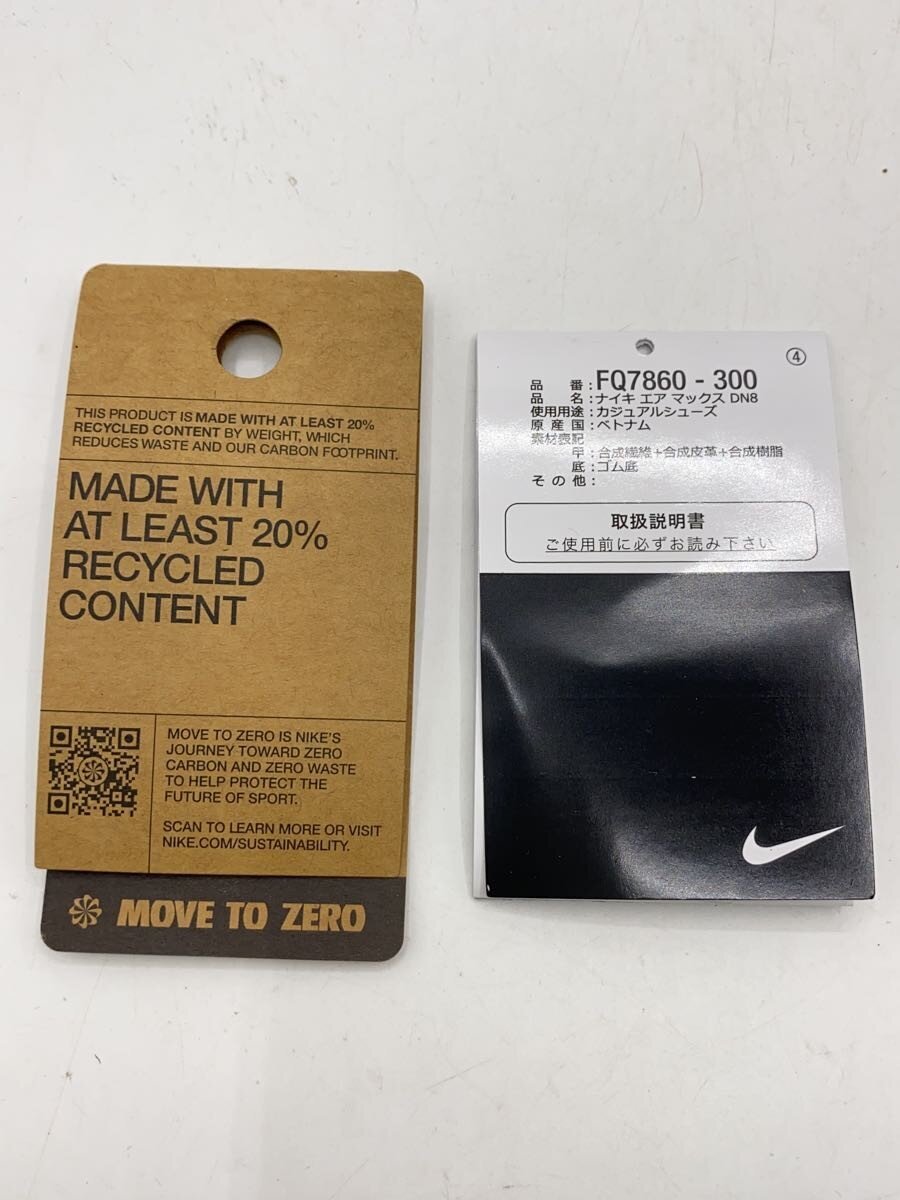 THIS PRODUCT IS MADE WITH AT LEAST 20%
RECYCLED CONTENT BY WEIGHT, WHICH
REDUCES WASTE AND OUR CARBON FOOTPRINT.
MADE WITH
AT LEAST 20%
RECYCLED
CONTENT
MOVE TO ZERO IS NIKE'S
JOURNEY TOWARD ZERO
CARBON AND ZERO WASTE
TO HELP PROTECT THE
FUTURE OF SPORT.
SCAN TO LEARN MORE OR VISIT
NIKE.COM/SUSTAINABILITY.
MOVE TO ZERO
④
品 番:FQ7860 - 300
品 名:ナイキ エア マックス DN8
使用用途:カジュアルシューズ
原 産 国:ベトナム
素材表記
甲:合成繊維+合成皮革+合成樹脂
底:ゴム底
そ の 他:
取扱説明書
ご使用前に必ずお読み下さい